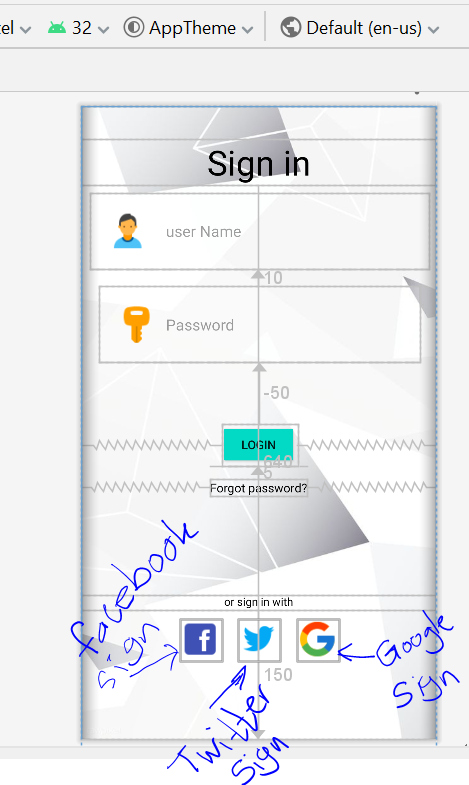 el 32 AppTheme Default (en-us)
Sign in
user Name
10
Password
-50
LOGIN
Forgot password?
or sign in with
150
facebook
sign
Twitter
Sign
Google
Sign